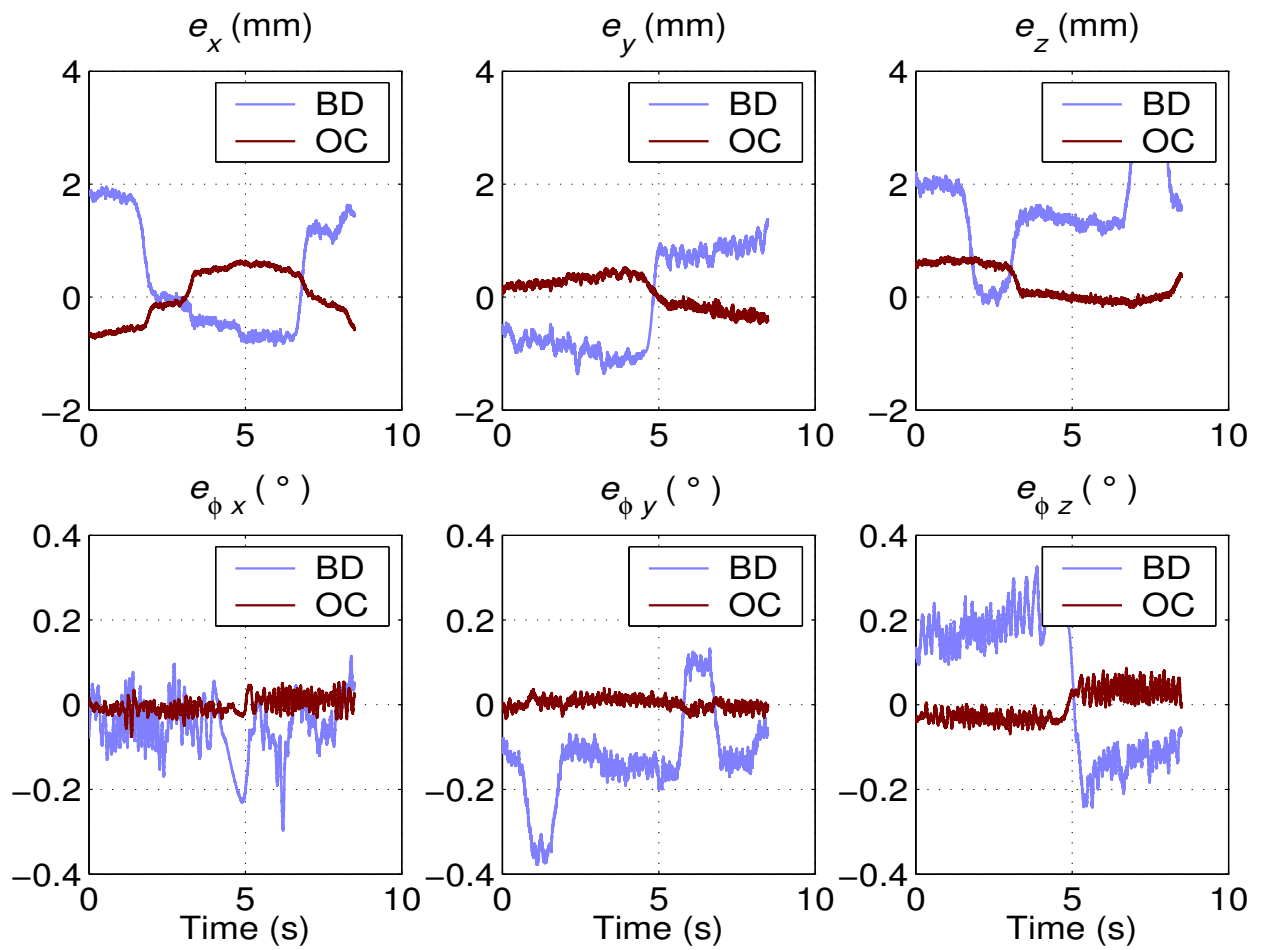 e_x (mm)
e_y (mm)
e_z (mm)
4
2
0
−2
0
5
10
BD
OC
4
2
0
−2
0
5
10
BD
OC
4
2
0
−2
0
5
10
BD
OC
e_ϕ x ( ° )
e_ϕ y ( ° )
e_ϕ z ( ° )
0.4
0.2
0
−0.2
−0.4
0
5
10
Time (s)
BD
OC
0.4
0.2
0
−0.2
−0.4
0
5
10
Time (s)
BD
OC
0.4
0.2
0
−0.2
−0.4
0
5
10
Time (s)
BD
OC